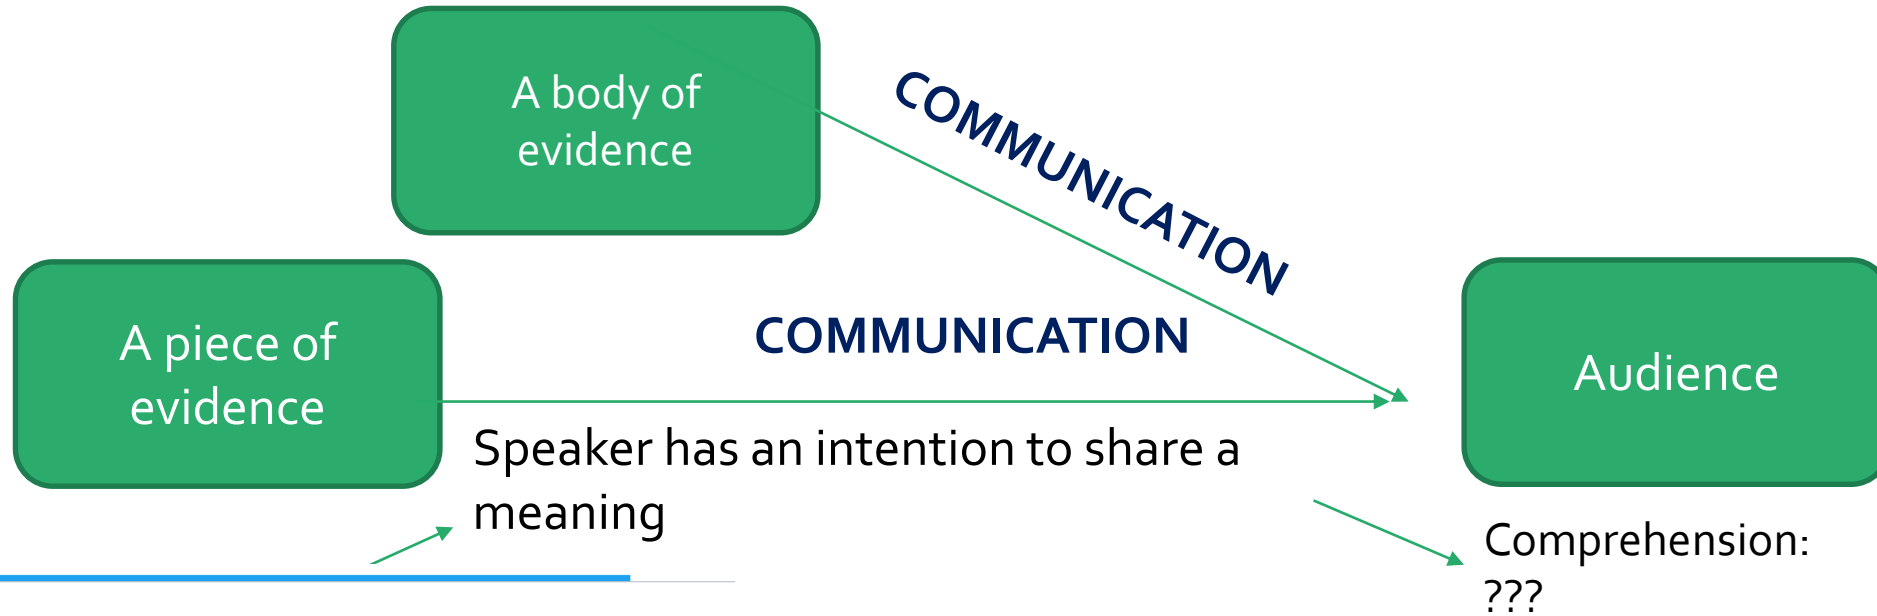 A body of
evidence
COMMUNICATION
A piece of
evidence
COMMUNICATION
Audience
Speaker has an intention to share a
meaning
Comprehension:
???